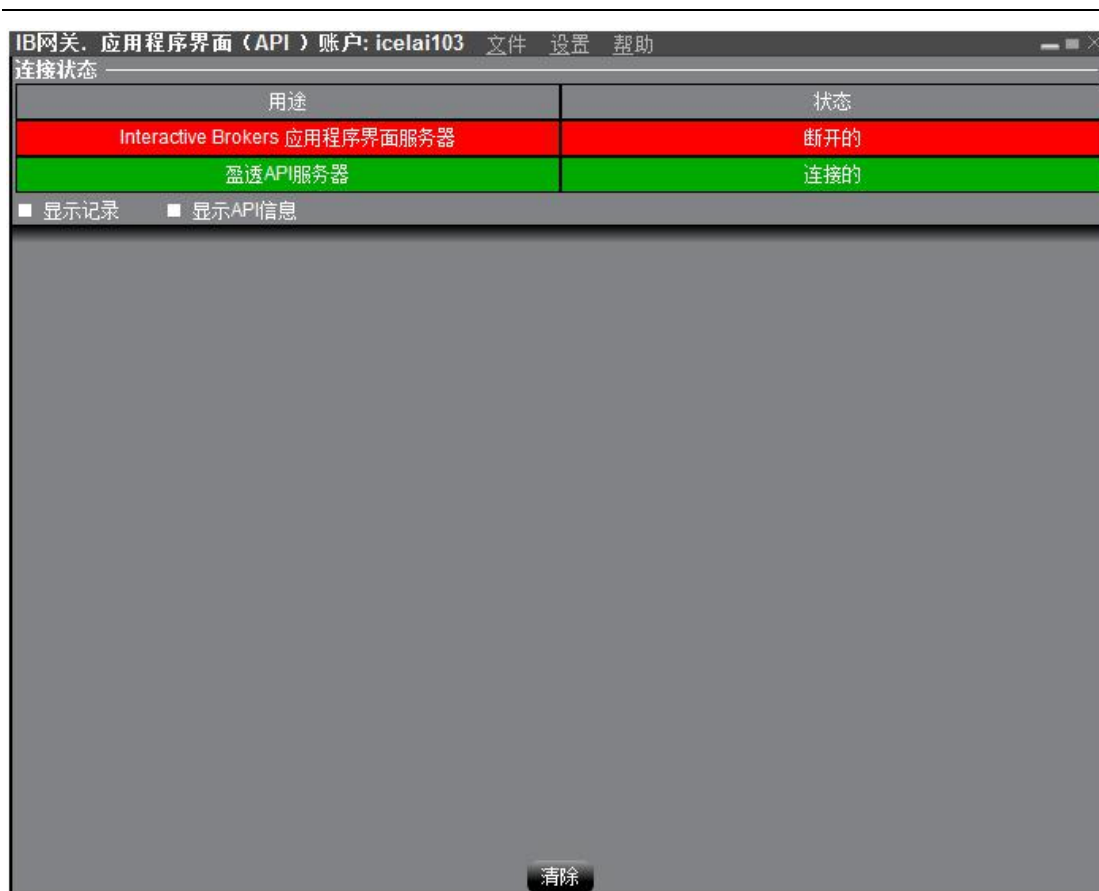 IB网关. 应用程序界面（API ）账户: icelai103 文件 设置 帮助
连接状态
用途 状态
Interactive Brokers 应用程序界面服务器 断开的
盈透API服务器 连接的
显示记录 显示API信息
清除